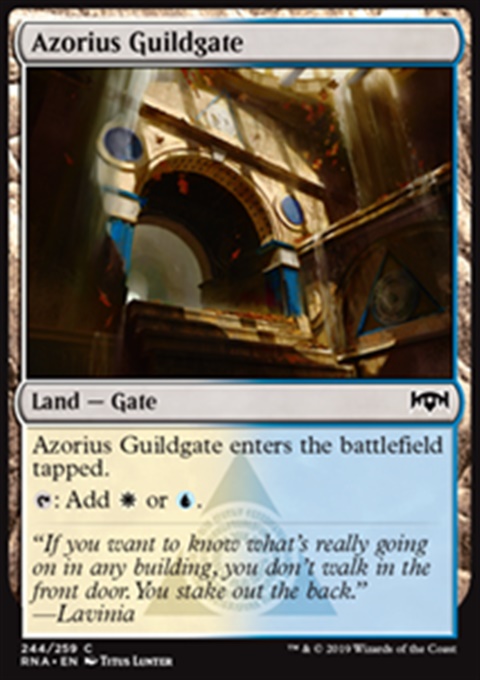 Azorius Guildgate
Land — Gate
Azorius Guildgate enters the battlefield
tapped.
: Add or .
“If you want to know what’s really going
on in any building, you don’t walk in the
front door. You stake out the back.”
—Lavinia
244/259 C
RNA • EN Titus Lunter
™ & © 2019 Wizards of the Coast